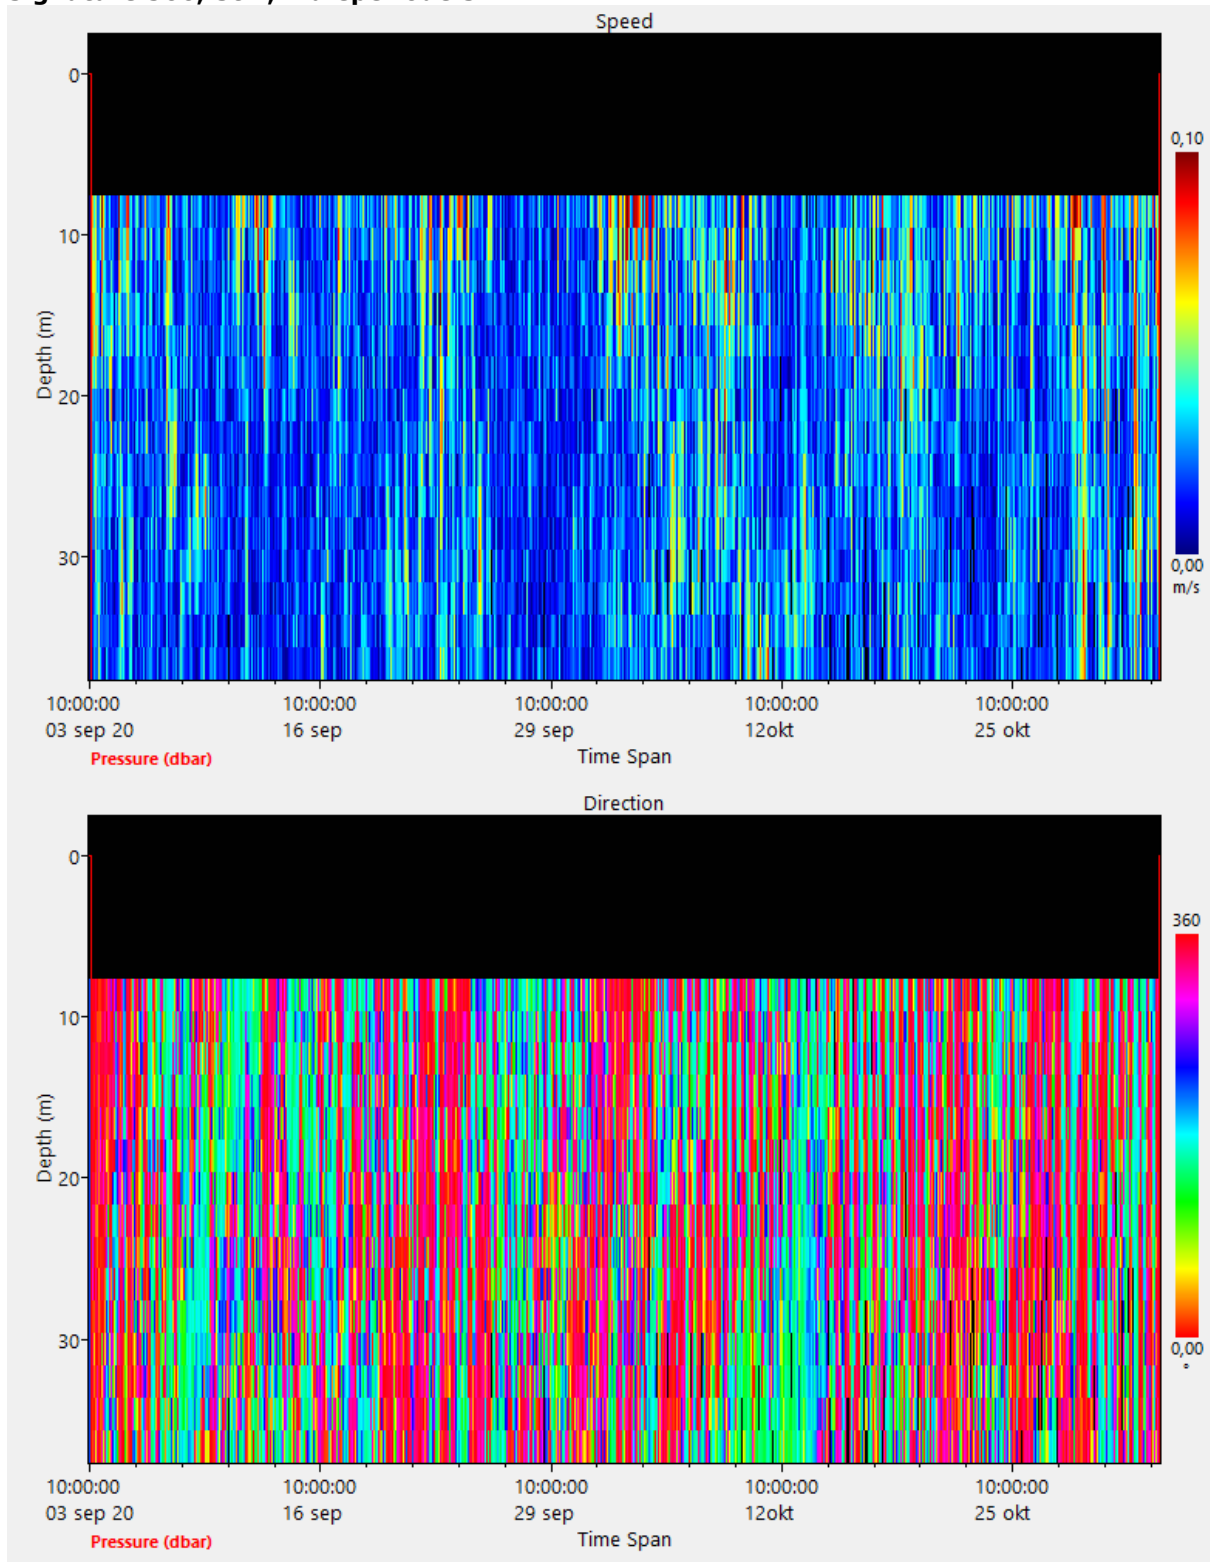 Speed
0
10
20
30
Depth (m)
0,10
0,00
m/s
10:00:00 10:00:00 10:00:00 10:00:00 10:00:00
03 sep 20 16 sep 29 sep 12okt 25 okt
Pressure (dbar)
Time Span
Direction
0
10
20
30
Depth (m)
360
0,00
°
10:00:00 10:00:00 10:00:00 10:00:00 10:00:00
03 sep 20 16 sep 29 sep 12okt 25 okt
Pressure (dbar)
Time Span